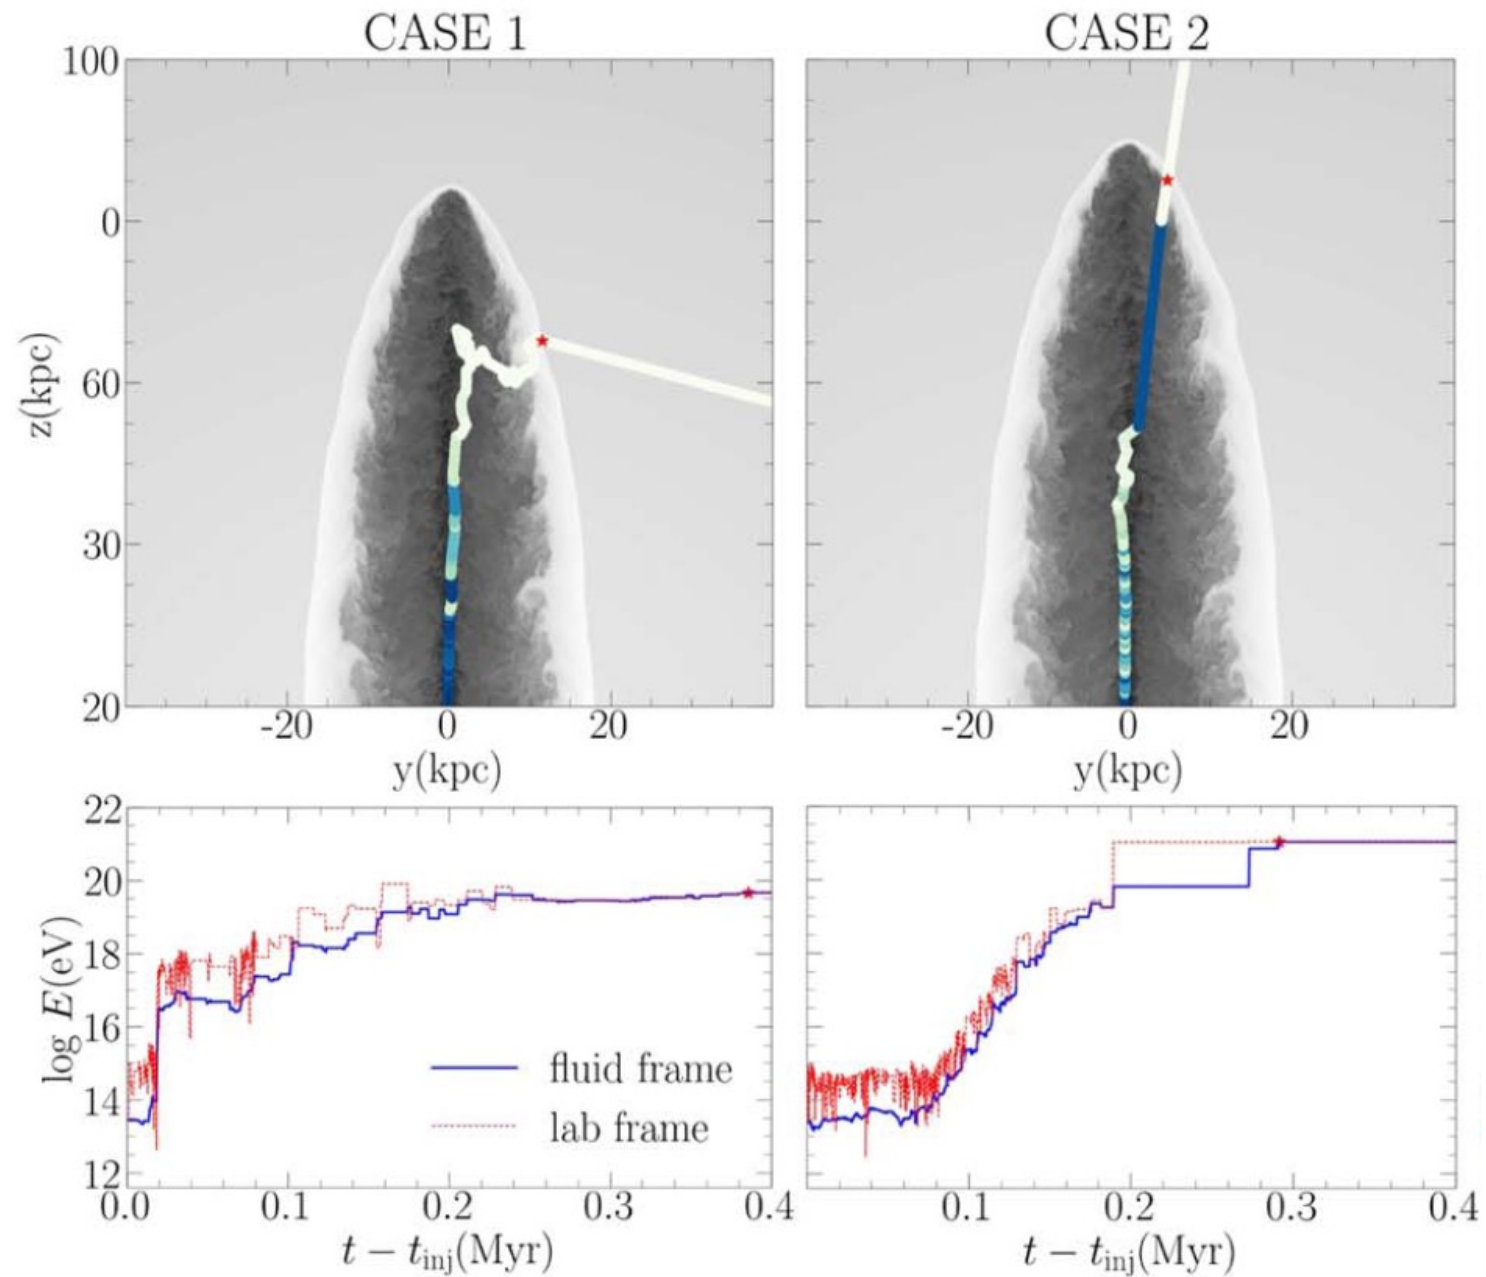 CASE 1
CASE 2
100
0
60
30
20
z(kpc)
-20 0 20
-20 0 20
y(kpc)
y(kpc)
22
20
18
16
14
12
log E(eV)
fluid frame
lab frame
0.0 0.1 0.2 0.3 0.4
0.1 0.2 0.3 0.4
t − t_inj(Myr)
t − t_inj(Myr)